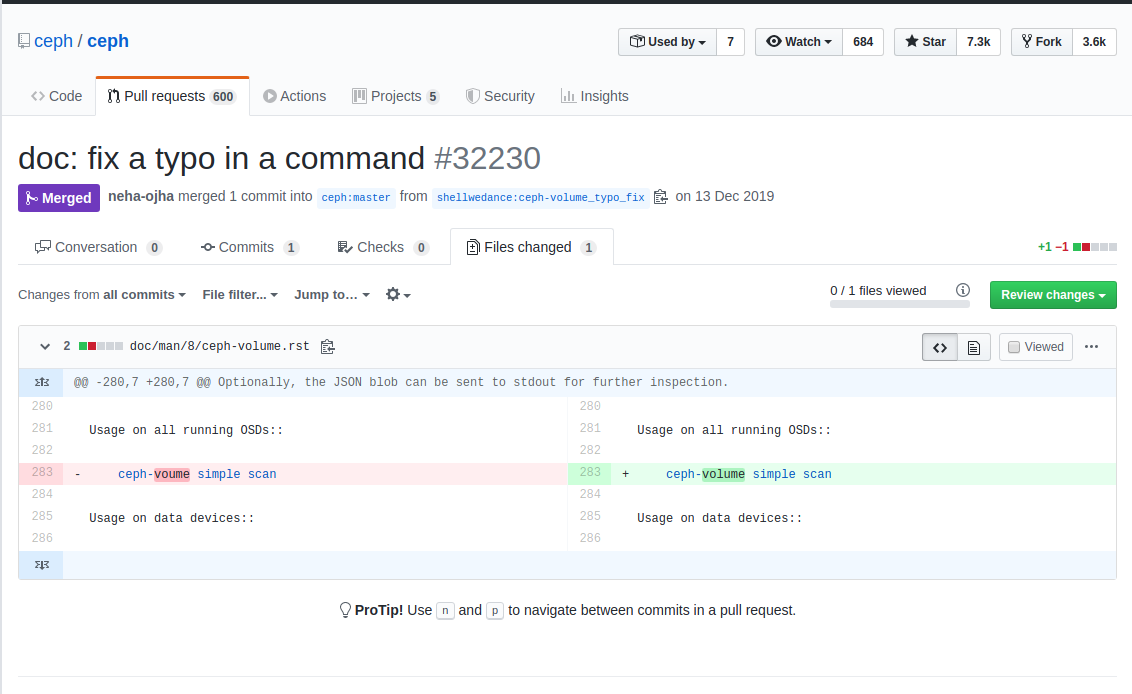 ceph / ceph
Used by 7 Watch 684 Star 7.3k Fork 3.6k
Code Pull requests 600 Actions Projects 5 Security Insights
doc: fix a typo in a command #32230
Merged neha-ojha merged 1 commit into ceph:master from shellwedance:ceph-volume_typo_fix on 13 Dec 2019
Conversation 0 Commits 1 Checks 0 Files changed 1 +1 −1
Changes from all commits File filter... Jump to… 0 / 1 files viewed Review changes
2 doc/man/8/ceph-volume.rst Viewed
@@ -280,7 +280,7 @@ Optionally, the JSON blob can be sent to stdout for further inspection.
280 280
281 Usage on all running OSDs:: 281 Usage on all running OSDs::
282 282
283 - ceph-voume simple scan 283 + ceph-volume simple scan
284 284
285 Usage on data devices:: 285 Usage on data devices::
286 286
ProTip! Use n and p to navigate between commits in a pull request.